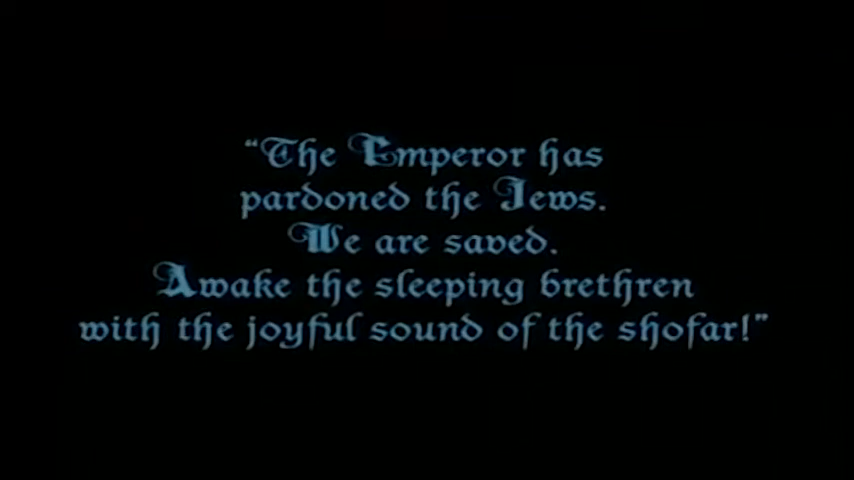 “The Emperor has
pardoned the Jews.
We are saved.
Awake the sleeping brethren
with the joyful sound of the shofar!”